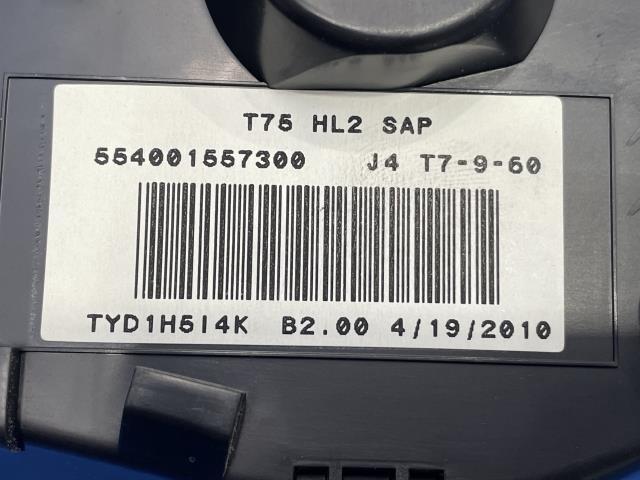 T75 HL2 SAP
554001557300 J4 T7-9-60
TYD1H5I4K B2.00 4/19/2010